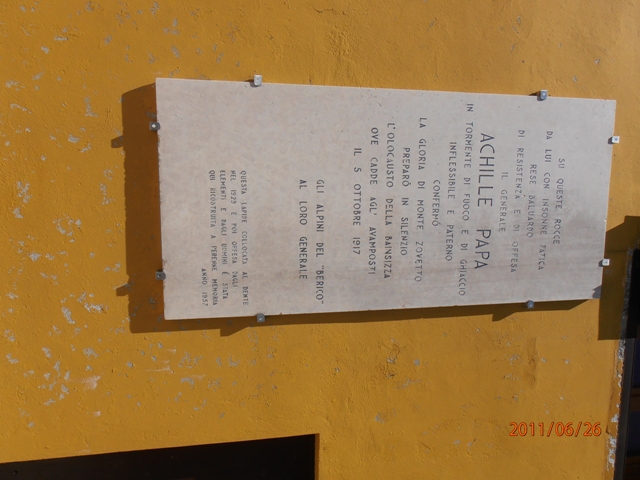 SU QUESTE ROCCE
DA LUI CON INSONNE FATICA
RESE BALUARDO
DI RESISTENZA E DI OFFESA
IL GENERALE
ACHILLE PAPA
IN TORMENTE DI FUOCO E DI GHIACCIO
INFLESSIBILE E PATERNO
CONFERMÒ
LA GLORIA DI MONTE ZOVETTO
PREPARÒ IN SILENZIO
L'OLOCAUSTO DELLA BAINSIZZA
OVE CADDE AGL' AVAMPOSTI
IL 5 OTTOBRE 1917
GLI ALPINI DEL "BERICO"
AL LORO GENERALE
QUESTA LAPIDE COLLOCATA AL DENTE
NEL 1929 E POI OFFESA DAGLI
ELEMENTI E DAGLI UOMINI È STATA
QUI RICOSTRUITA A PERENNE MEMORIA
ANNO 1957
2011/06/26